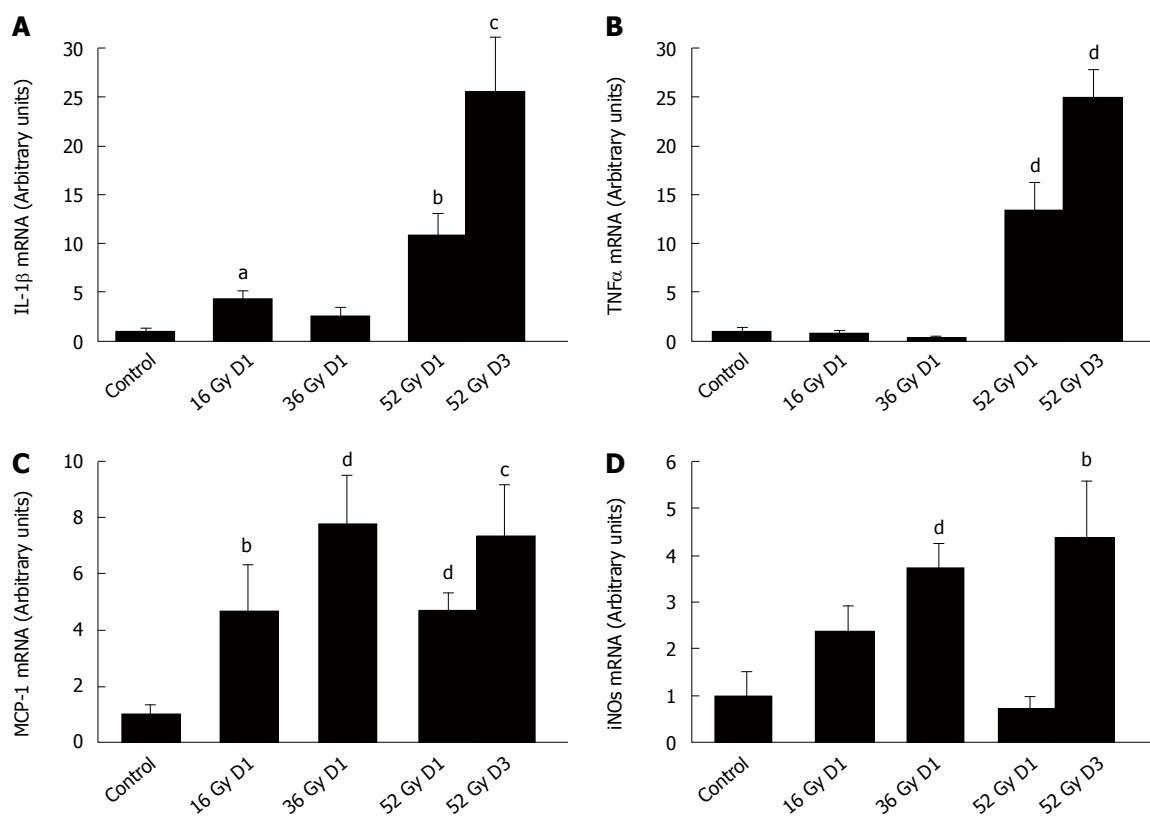 A
IL-1β mRNA (Arbitrary units)
30
25
20
15
10
5
0
a
b
c
Control
16 Gy D1
36 Gy D1
52 Gy D1
52 Gy D3
B
TNFα mRNA (Arbitrary units)
30
25
20
15
10
5
0
d
d
Control
16 Gy D1
36 Gy D1
52 Gy D1
52 Gy D3
C
MCP-1 mRNA (Arbitrary units)
10
8
6
4
2
0
b
d
d
c
Control
16 Gy D1
36 Gy D1
52 Gy D1
52 Gy D3
D
iNOs mRNA (Arbitrary units)
6
5
4
3
2
1
0
d
b
Control
16 Gy D1
36 Gy D1
52 Gy D1
52 Gy D3